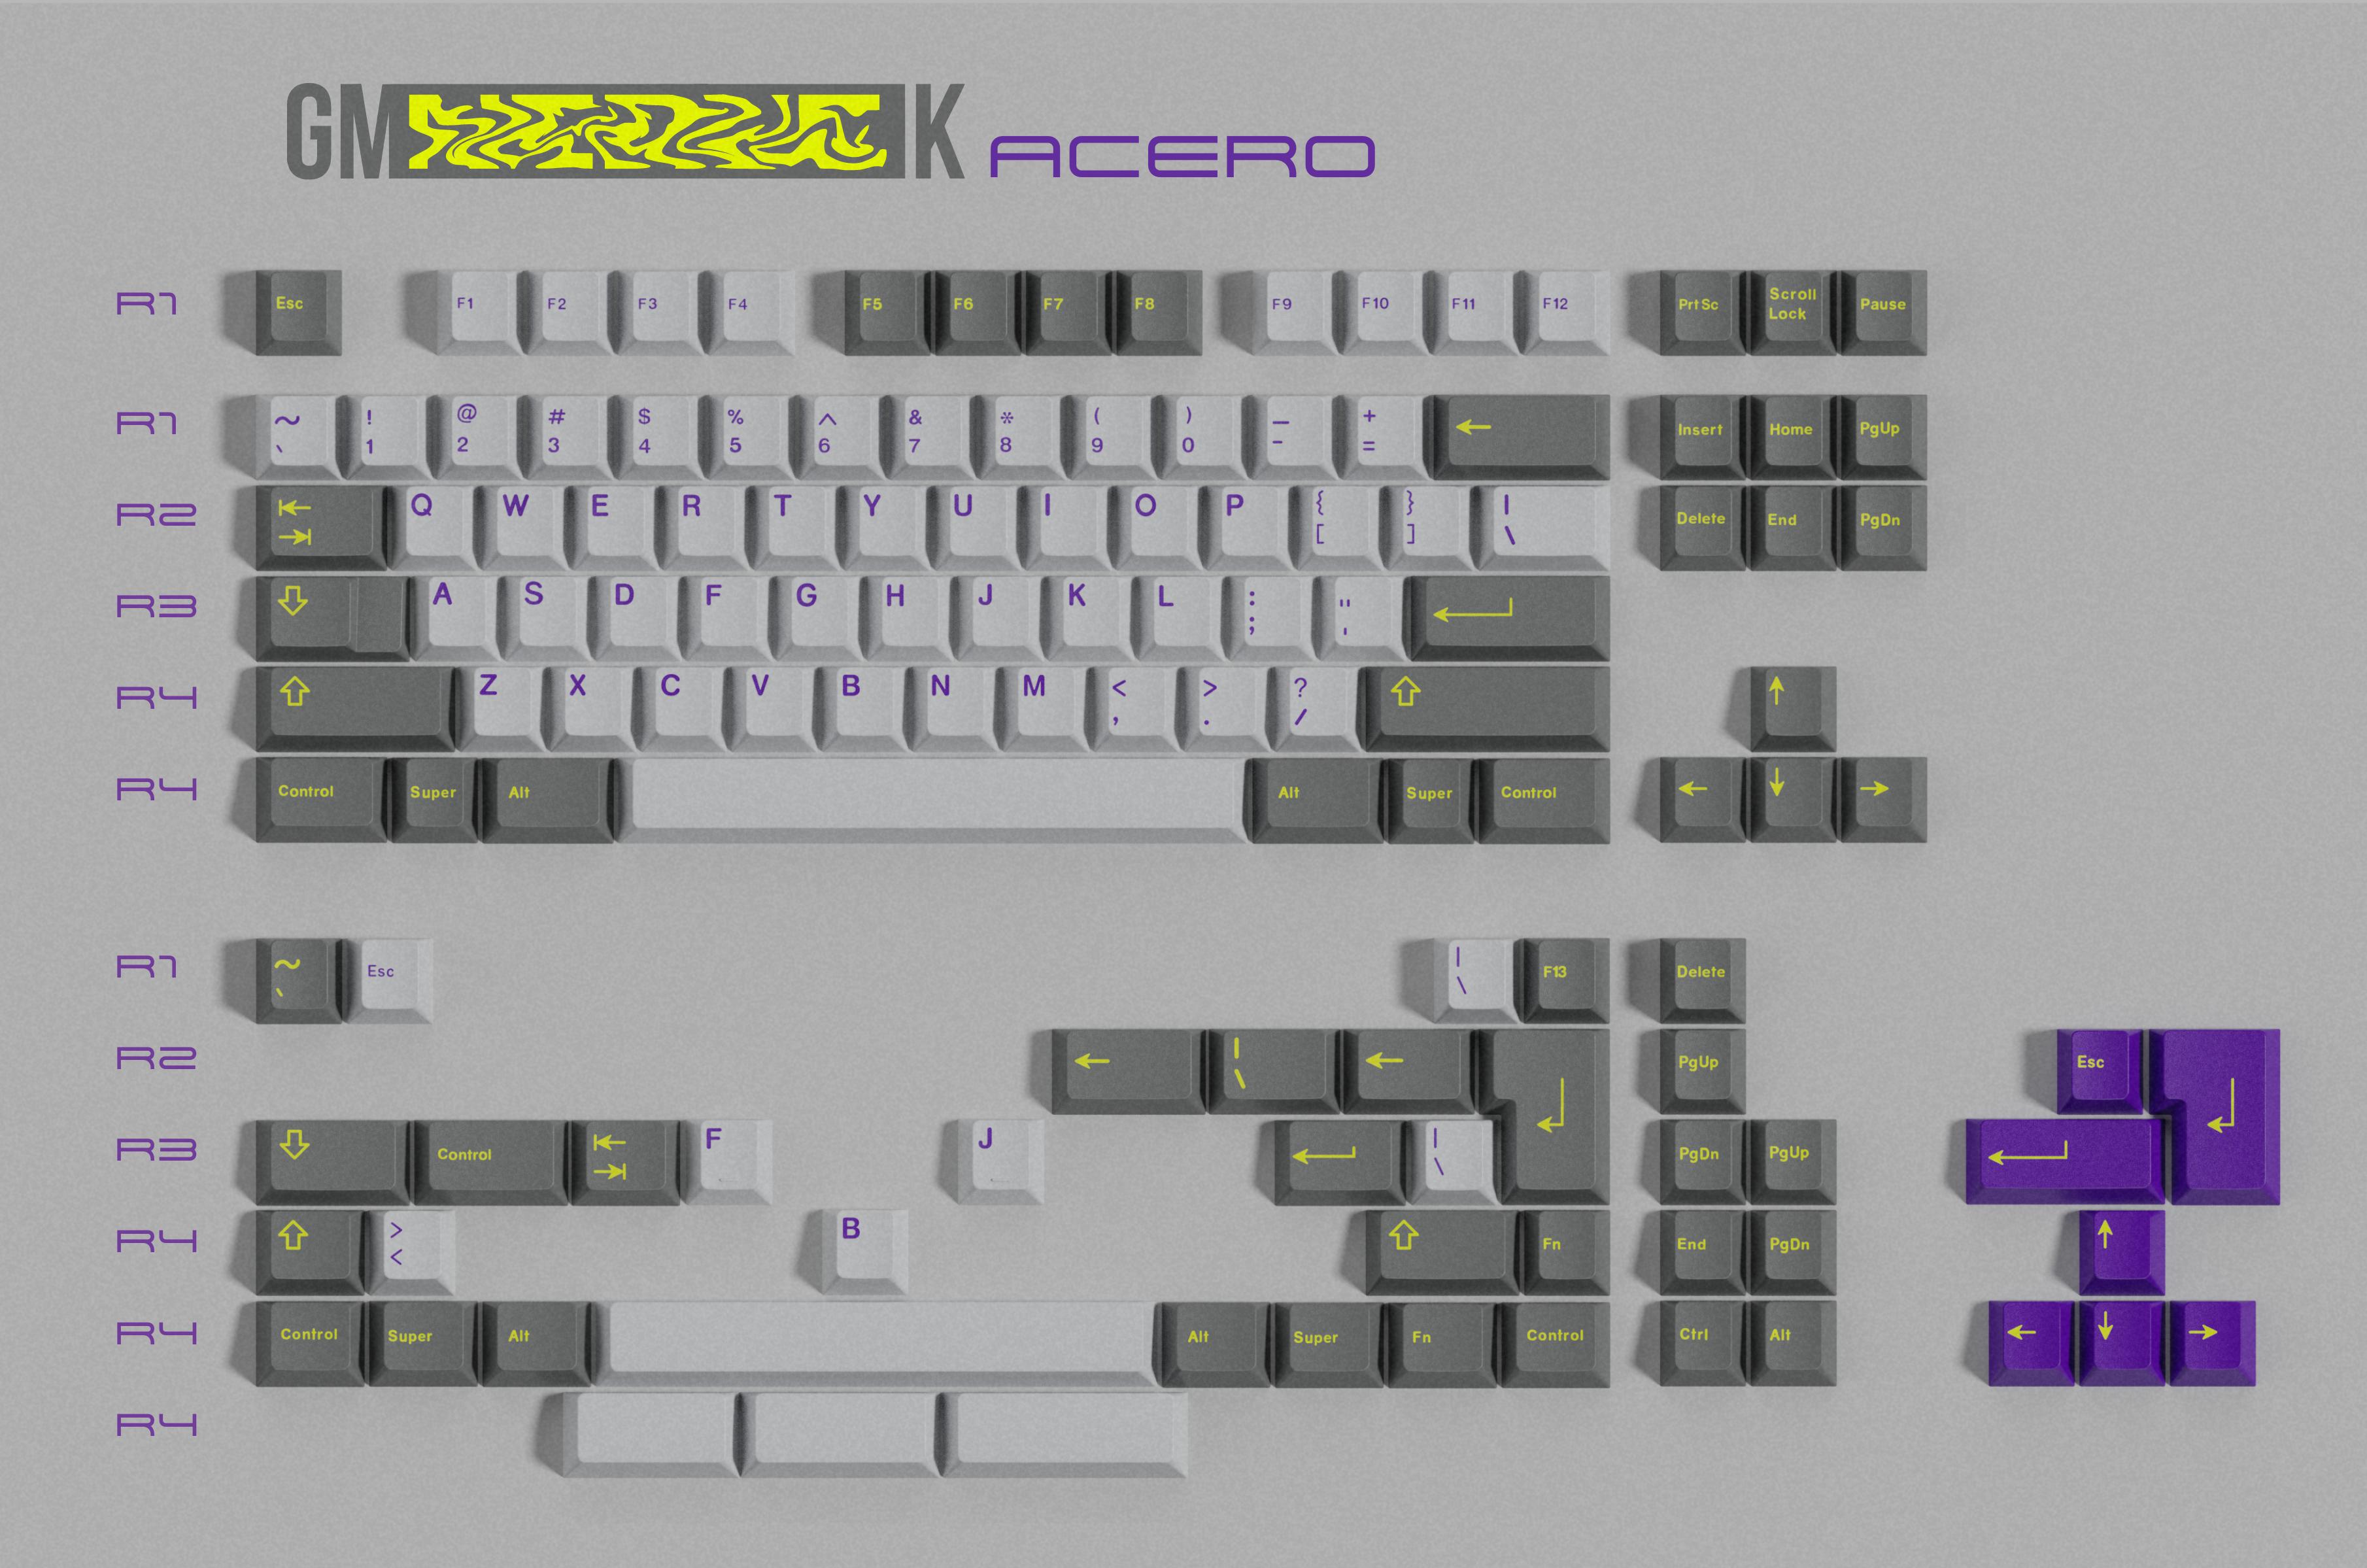 GMK ACERO
R1 Esc F1 F2 F3 F4 F5 F6 F7 F8 F9 F10 F11 F12 PrtSc Scroll Lock Pause
R1 ~ ` ! 1 @ 2 # 3 $ 4 % 5 ^ 6 & 7 * 8 ( 9 ) 0 _ - + = ← Insert Home PgUp
R2 ⇤ ⇥ Q W E R T Y U I O P { [ } ] | \ Delete End PgDn
R3 ⇩ A S D F G H J K L : ; " ' ↵
R4 ⇧ Z X C V B N M < , > . ? / ⇧ ↑
R4 Control Super Alt Alt Super Control ← ↓ →
R1 ~ ` Esc | \ F13 Delete
R2 ← | \ ← ↵ PgUp Esc ↵
R3 ⇩ Control ⇤ ⇥ F J ↵ | \ PgDn PgUp ↵
R4 ⇧ > < B ⇧ Fn End PgDn ↑
R4 Control Super Alt Alt Super Fn Control Ctrl Alt ← ↓ →
R4